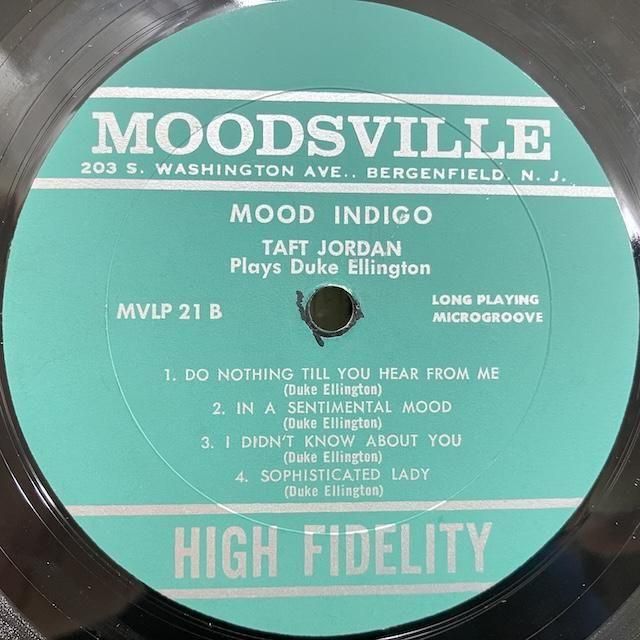 MOODSVILLE
203 S. WASHINGTON AVE., BERGENFIELD, N. J.
MOOD INDIGO
TAFT JORDAN
Plays Duke Ellington
MVLP 21 B
LONG PLAYING
MICROGROOVE
1. DO NOTHING TILL YOU HEAR FROM ME
(Duke Ellington)
2. IN A SENTIMENTAL MOOD
(Duke Ellington)
3. I DIDN'T KNOW ABOUT YOU
(Duke Ellington)
4. SOPHISTICATED LADY
(Duke Ellington)
HIGH FIDELITY